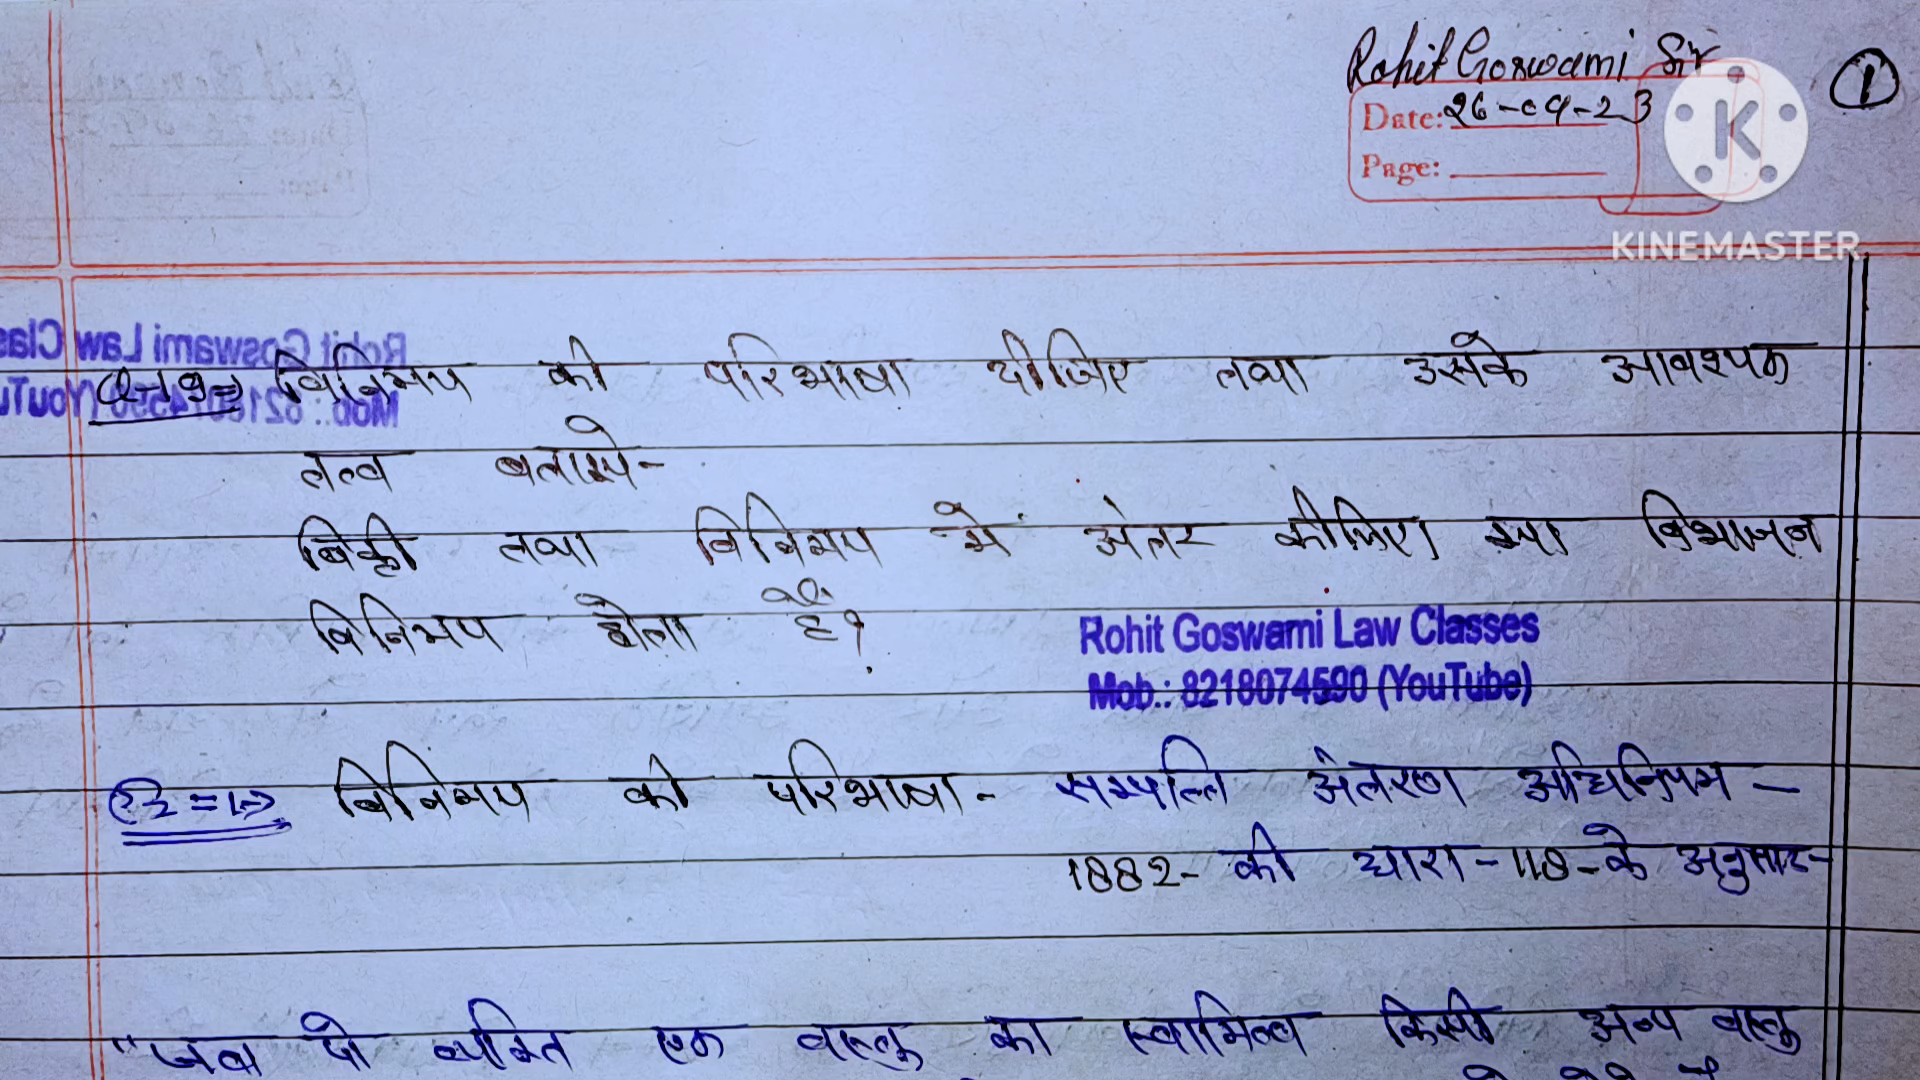 Rohit Goswami Sir
1
Date: 26-09-23
Page:
KINEMASTER
विनिमय की परिभाषा दीजिए तथा उसके आवश्यक
तत्व बताइये-
बिक्री तथा विनिमय में अंतर कीजिए। क्या विभाजन
विनिमय होता है?
Rohit Goswami Law Classes
Mob.: 8218074590 (YouTube)
उत्तर=1=> विनिमय की परिभाषा- सम्पत्ति अंतरण अधिनियम-
1882- की धारा-118-के अनुसार-
"जब दो व्यक्ति एक वस्तु का स्वामित्व किसी अन्य वस्तु